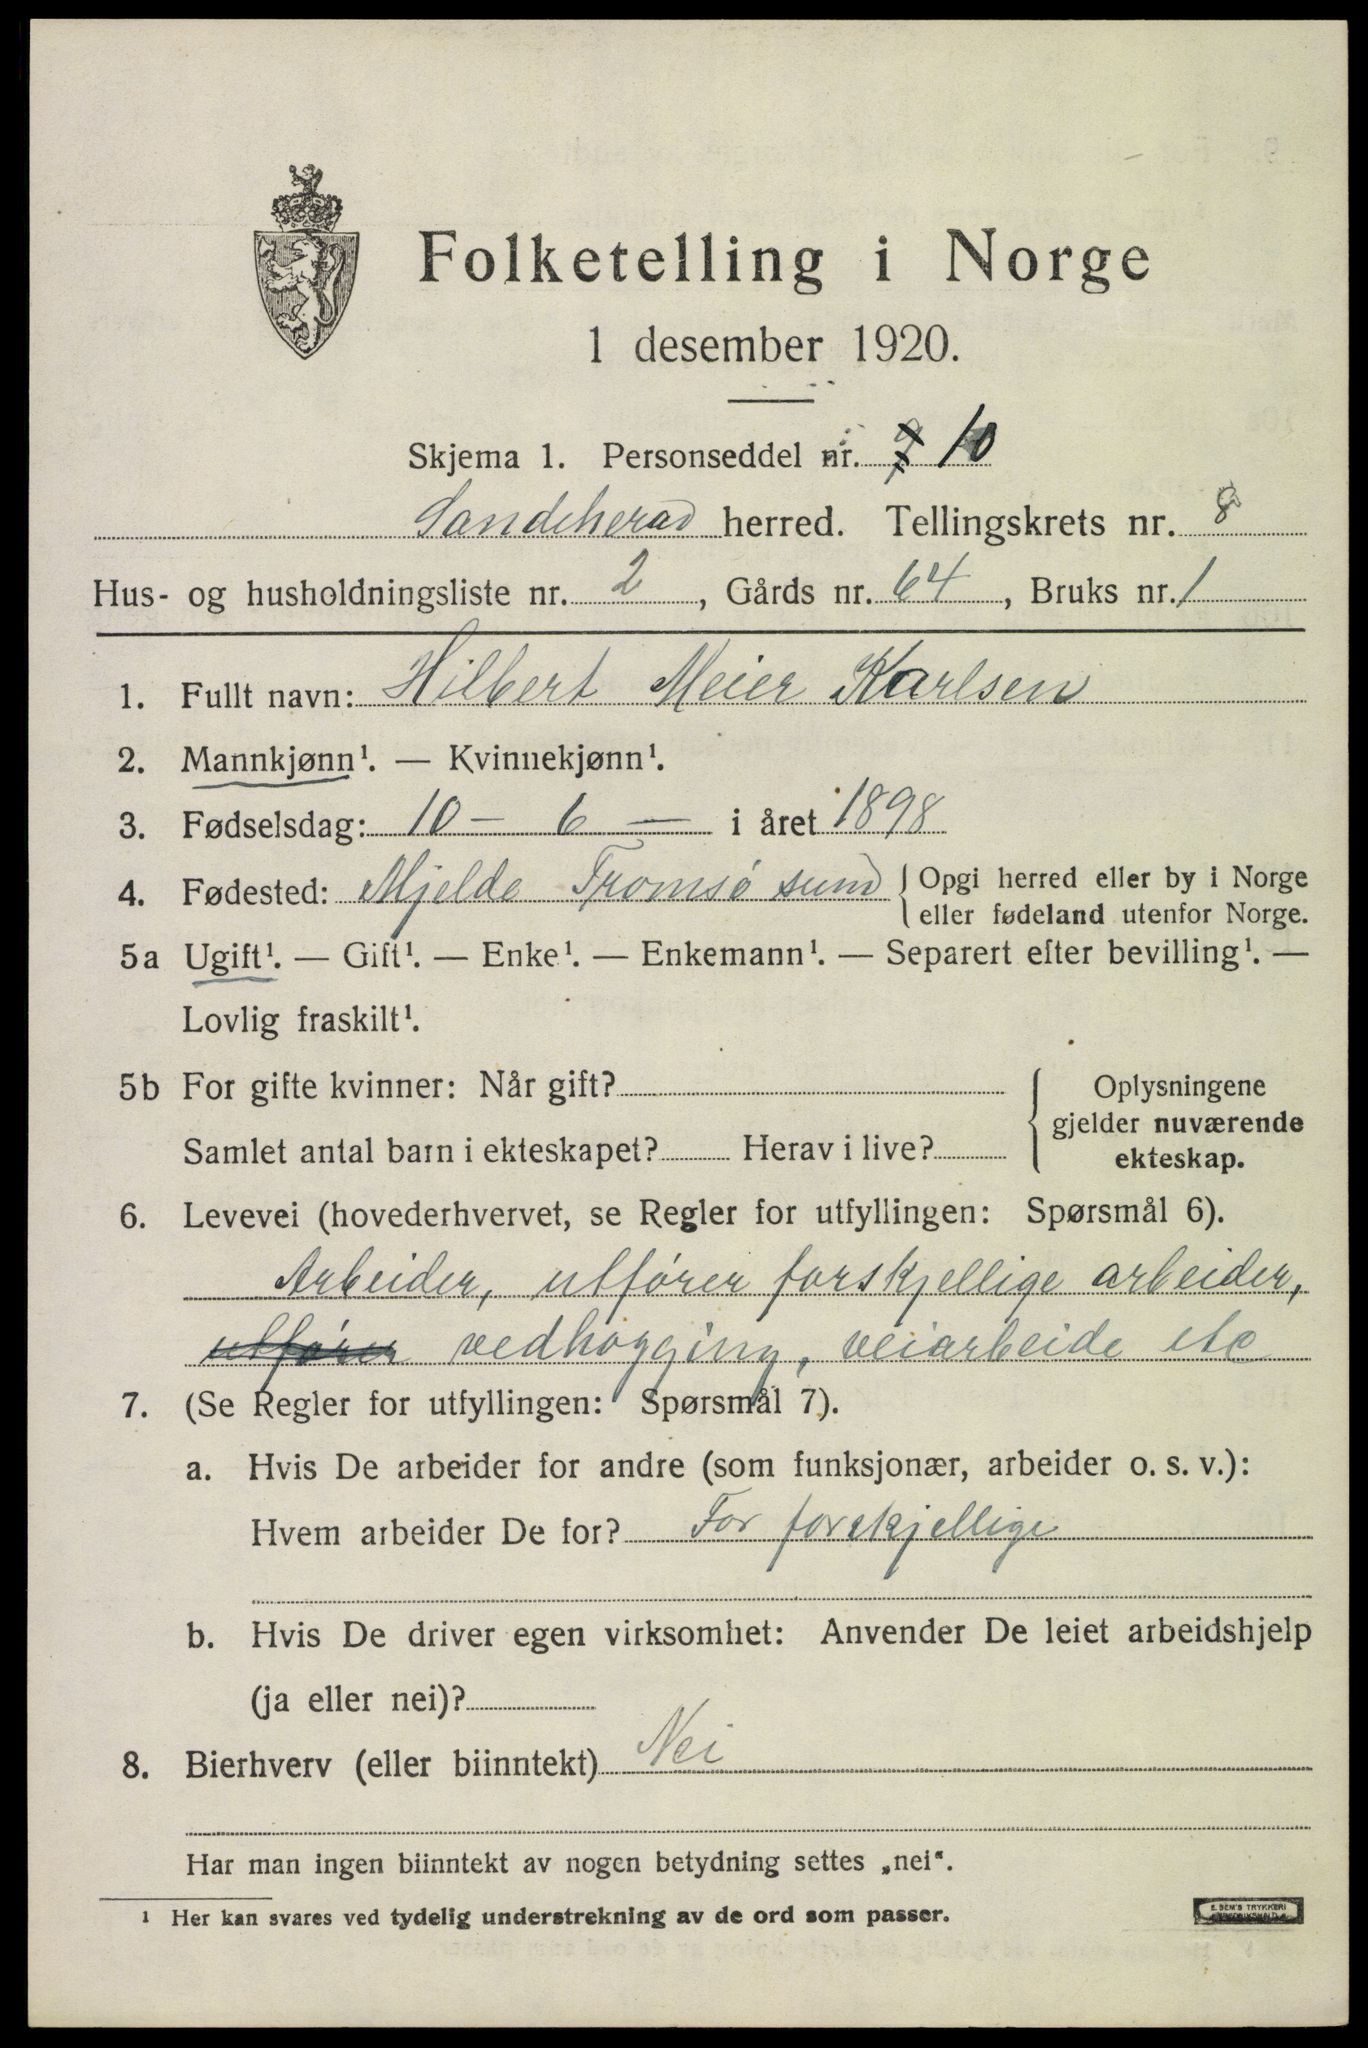 Folketelling i Norge
1 desember 1920.
Skjema 1. Personseddel nr. 10
Sandeherad herred. Tellingskrets nr. 8
Hus- og husholdningsliste nr. 2, Gårds nr. 64, Bruks nr. 1
1. Fullt navn: Hilbert Meier Karlsen
2. Mannkjønn¹. — Kvinnekjønn¹.
3. Fødselsdag: 10 - 6 — i året 1898
4. Fødested: Mjelde Tromsø sund { Opgi herred eller by i Norge
eller fødeland utenfor Norge.
5a Ugift¹. — Gift¹. — Enke¹. — Enkemann¹. — Separert efter bevilling¹. —
Lovlig fraskilt¹.
5b For gifte kvinner: Når gift?
Samlet antal barn i ekteskapet? Herav i live?
Oplysningene
gjelder nuværende
ekteskap.
6. Levevei (hovederhvervet, se Regler for utfyllingen: Spørsmål 6).
Arbeider, utfører forskjellige arbeider,
utfører vedhogging, veiarbeide etc
7. (Se Regler for utfyllingen: Spørsmål 7).
a. Hvis De arbeider for andre (som funksjonær, arbeider o. s. v.):
Hvem arbeider De for? For forskjellige
b. Hvis De driver egen virksomhet: Anvender De leiet arbeidshjelp
(ja eller nei)?
8. Bierhverv (eller biinntekt) Nei
Har man ingen biinntekt av nogen betydning settes „nei“.
¹ Her kan svares ved tydelig understrekning av de ord som passer.
E. SEM'S TRYKKERI